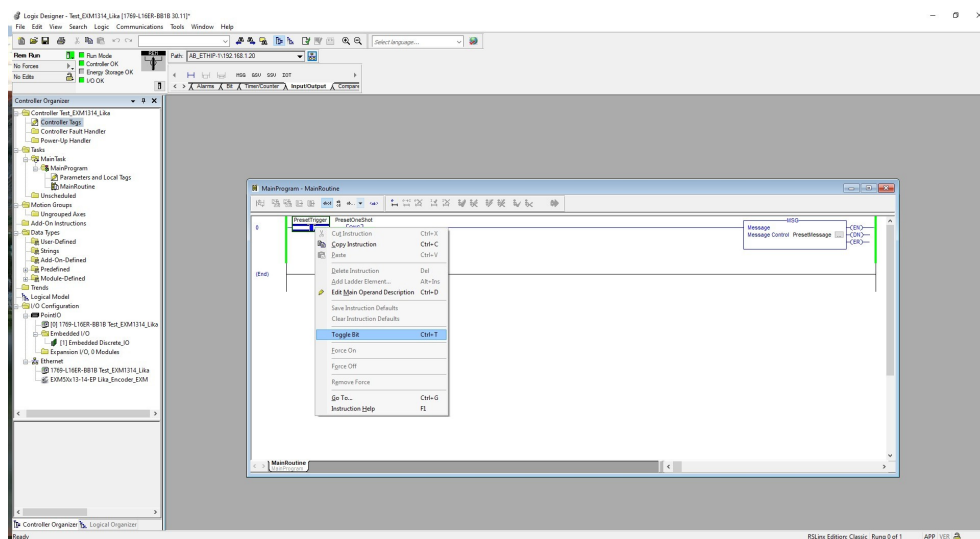 Logix Designer - Test_EXM1314_Lika [1769-L16ER-BB1B 30.11]*
File Edit View Search Logic Communications Tools Window Help
Select language...
Rem Run
No Forces
No Edits
Run Mode
Controller OK
Energy Storage OK
I/O OK
REM
Path: AB_ETHIP-1\192.168.1.20
MSG GSV SSV IOT
Alarms Bit Timer/Counter Input/Output Compare
Controller Organizer
Controller Test_EXM1314_Lika
Controller Tags
Controller Fault Handler
Power-Up Handler
Tasks
MainTask
MainProgram
Parameters and Local Tags
MainRoutine
Unscheduled
Motion Groups
Ungrouped Axes
Add-On Instructions
Data Types
User-Defined
Strings
Add-On-Defined
Predefined
Module-Defined
Trends
Logical Model
I/O Configuration
PointIO
[0] 1769-L16ER-BB1B Test_EXM1314_Lika
Embedded I/O
[1] Embedded Discrete_IO
Expansion I/O, 0 Modules
Ethernet
1769-L16ER-BB1B Test_EXM1314_Lika
EXM5Xx13-14-EP Lika_Encoder_EXM
Controller Organizer Logical Organizer
MainProgram - MainRoutine
0
PresetTrigger PresetOneShot
MSG
Message
Message Control PresetMessage ...
(EN)
(DN)
(ER)
(End)
Cut Instruction Ctrl+X
Copy Instruction Ctrl+C
Paste Ctrl+V
Delete Instruction Del
Add Ladder Element... Alt+Ins
Edit Main Operand Description Ctrl+D
Save Instruction Defaults
Clear Instruction Defaults
Toggle Bit Ctrl+T
Force On
Force Off
Remove Force
Go To... Ctrl+G
Instruction Help F1
MainRoutine
MainProgram
Ready
RSLinx Edition: Classic Rung 0 of 1 APP VER